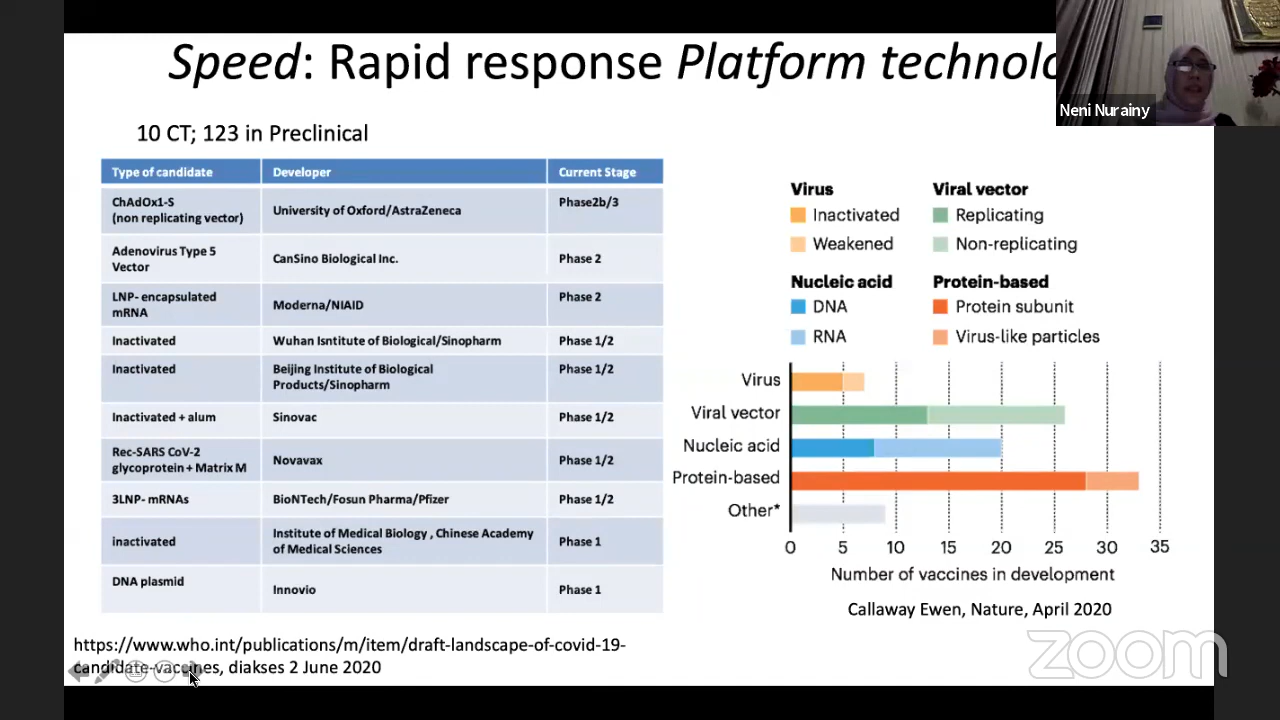 Speed: Rapid response Platform technolo
Neni Nurainy
10 CT; 123 in Preclinical
Type of candidate Developer Current Stage
ChAdOx1-S
(non replicating vector) University of Oxford/AstraZeneca Phase2b/3
Adenovirus Type 5
Vector CanSino Biological Inc. Phase 2
LNP- encapsulated
mRNA Moderna/NIAID Phase 2
Inactivated Wuhan Isntitute of Biological/Sinopharm Phase 1/2
Inactivated Beijing Institute of Biological
Products/Sinopharm Phase 1/2
Inactivated + alum Sinovac Phase 1/2
Rec-SARS CoV-2
glycoprotein + Matrix M Novavax Phase 1/2
3LNP- mRNAs BioNTech/Fosun Pharma/Pfizer Phase 1/2
inactivated Institute of Medical Biology , Chinese Academy
of Medical Sciences Phase 1
DNA plasmid Innovio Phase 1
https://www.who.int/publications/m/item/draft-landscape-of-covid-19-
candidate-vaccines, diakses 2 June 2020
Virus Viral vector
Inactivated Replicating
Weakened Non-replicating
Nucleic acid Protein-based
DNA Protein subunit
RNA Virus-like particles
Virus
Viral vector
Nucleic acid
Protein-based
Other*
0 5 10 15 20 25 30 35
Number of vaccines in development
Callaway Ewen, Nature, April 2020
zoom